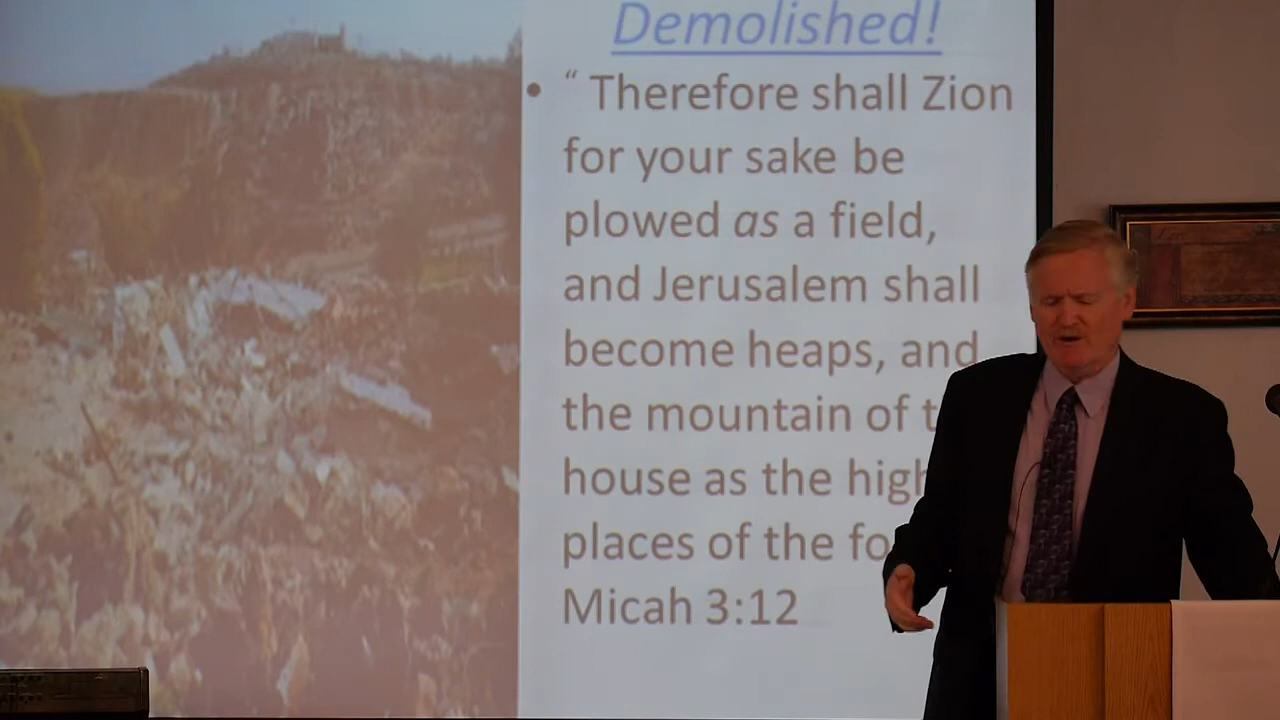 Demolished!
• “ Therefore shall Zion
for your sake be
plowed as a field,
and Jerusalem shall
become heaps, and
the mountain of
house as the high
places of the
Micah 3:12